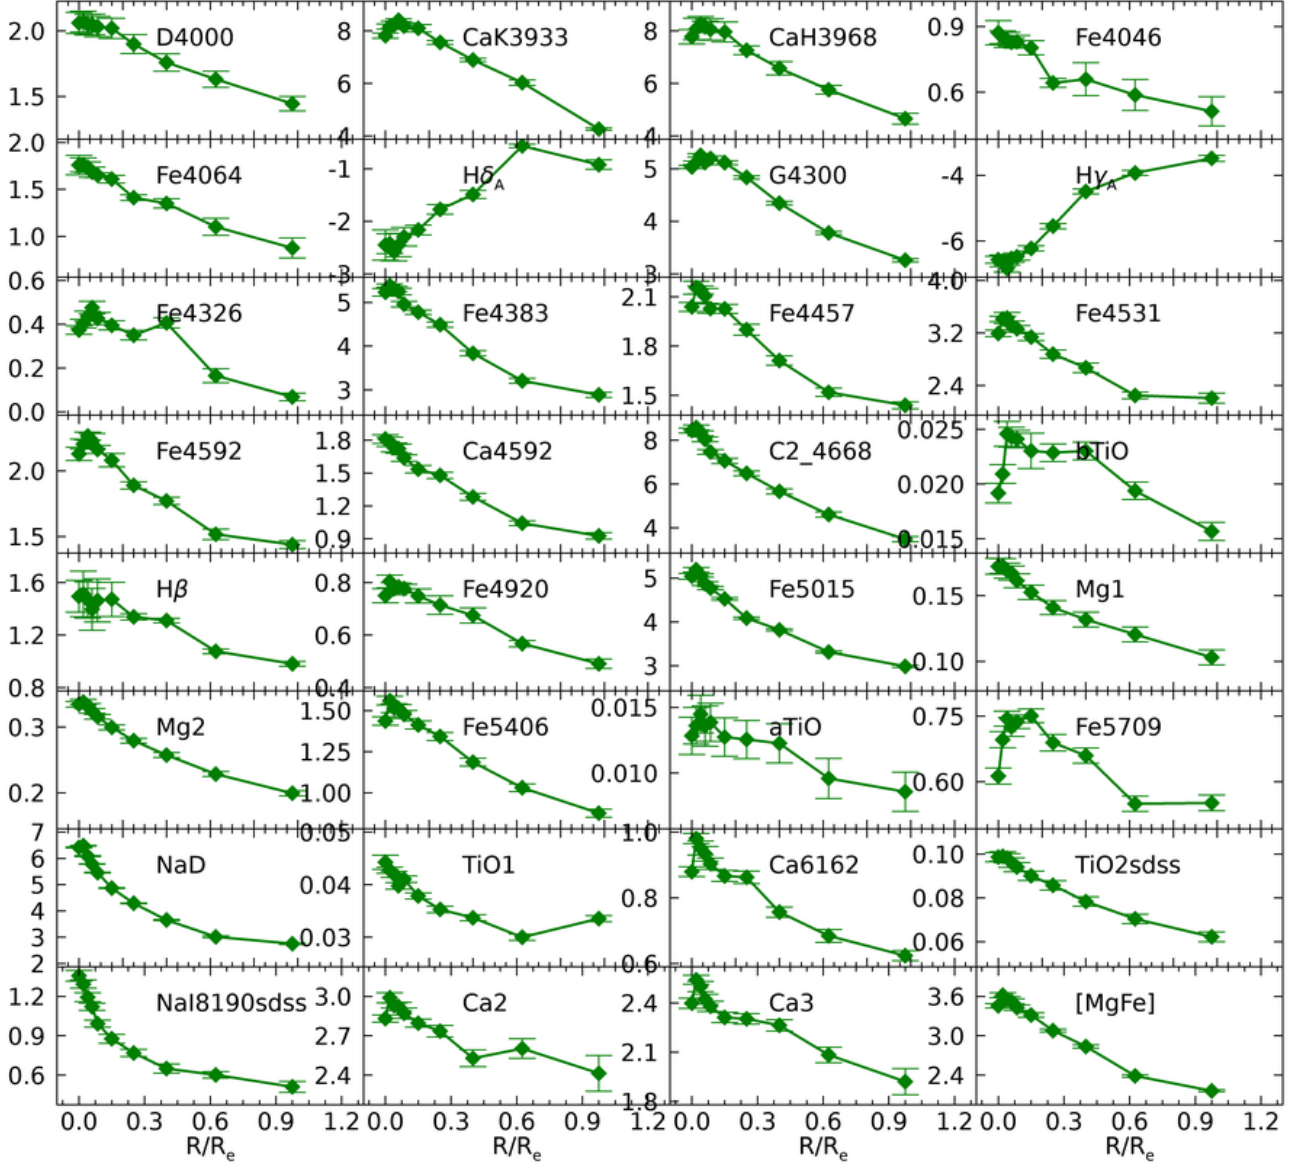 2.0 D4000 8 CaK3933 8 CaH3968 0.9 Fe4046
1.5 6 6 0.6
4 4
2.0 Fe4064 -1 HδA 5 G4300 -4 HγA
1.5 -2 4 -6
1.0 -3 3
0.6 Fe4326 5 Fe4383 2.1 Fe4457 4.0 Fe4531
0.4 4 1.8 3.2
0.2 3 1.5 2.4
0.0
2.0 Fe4592 1.8 Ca4592 8 C2_4668 0.025 bTiO
1.5 1.5 6 0.020
1.2 4 0.015
0.9
1.6 Hβ 0.8 Fe4920 5 Fe5015 0.15 Mg1
1.2 0.6 4 0.10
0.8 0.4 3
0.3 Mg2 1.50 Fe5406 0.015 aTiO 0.75 Fe5709
0.2 1.25 0.010 0.60
1.00
7 NaD 0.05 TiO1 1.0 Ca6162 0.10 TiO2sdss
6 0.04 0.8 0.06
5 0.03 0.6
4
3
2
1.2 NaI8190sdss 3.0 Ca2 2.4 Ca3 3.6 [MgFe]
0.9 2.7 2.1 3.0
0.6 2.4 1.8 2.4
0.0 0.3 0.6 0.9 1.2 0.0 0.3 0.6 0.9 1.2 0.0 0.3 0.6 0.9 1.2 0.0 0.3 0.6 0.9 1.2
R/Re R/Re R/Re R/Re